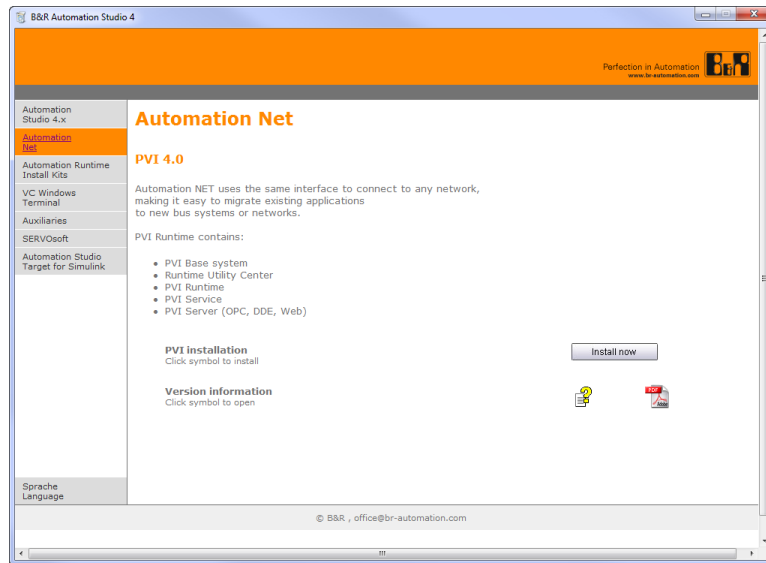 B&R Automation Studio 4
Perfection in Automation
www.br-automation.com
B&R
Automation
Studio 4.x
Automation
Net
Automation Runtime
Install Kits
VC Windows
Terminal
Auxiliaries
SERVOsoft
Automation Studio
Target for Simulink
Sprache
Language
Automation Net
PVI 4.0
Automation NET uses the same interface to connect to any network,
making it easy to migrate existing applications
to new bus systems or networks.
PVI Runtime contains:
• PVI Base system
• Runtime Utility Center
• PVI Runtime
• PVI Service
• PVI Server (OPC, DDE, Web)
PVI installation
Click symbol to install
Install now
Version information
Click symbol to open
PDF
Adobe
© B&R , office@br-automation.com